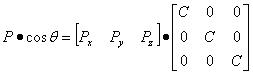 P • cos θ = [P_x P_y P_z] • [C 0 0
0 C 0
0 0 C]